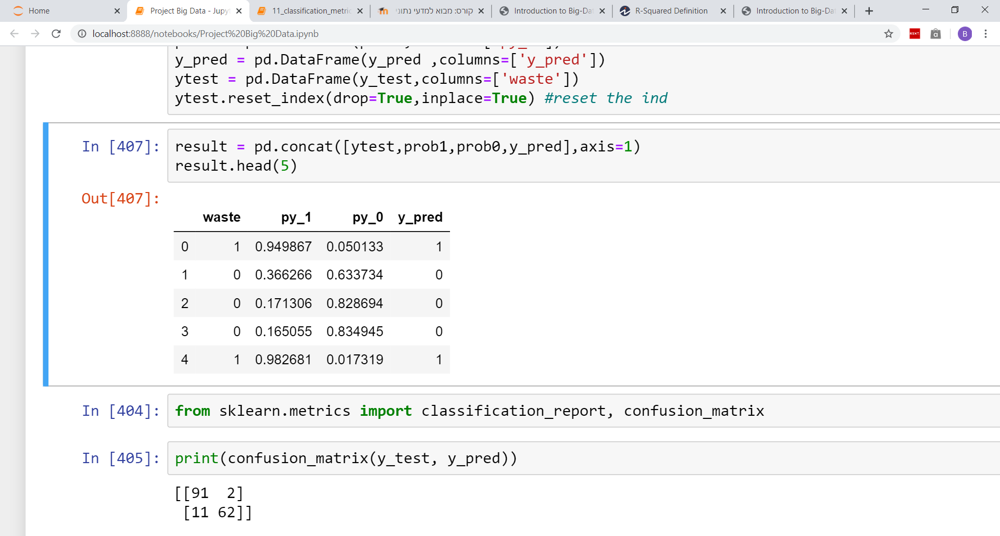 Home
Project Big Data - Jupy
11_classification_metric
קורס: מבוא למדעי נתוני
Introduction to Big-Da
R-Squared Definition
Introduction to Big-Da
localhost:8888/notebooks/Project%20Big%20Data.ipynb
NEXT
a
B
y_pred = pd.DataFrame(y_pred ,columns=['y_pred'])
ytest = pd.DataFrame(y_test,columns=['waste'])
ytest.reset_index(drop=True,inplace=True) #reset the ind
In [407]: result = pd.concat([ytest,prob1,prob0,y_pred],axis=1)
result.head(5)
Out[407]:
waste py_1 py_0 y_pred
0 1 0.949867 0.050133 1
1 0 0.366266 0.633734 0
2 0 0.171306 0.828694 0
3 0 0.165055 0.834945 0
4 1 0.982681 0.017319 1
In [404]: from sklearn.metrics import classification_report, confusion_matrix
In [405]: print(confusion_matrix(y_test, y_pred))
[[91 2]
[11 62]]